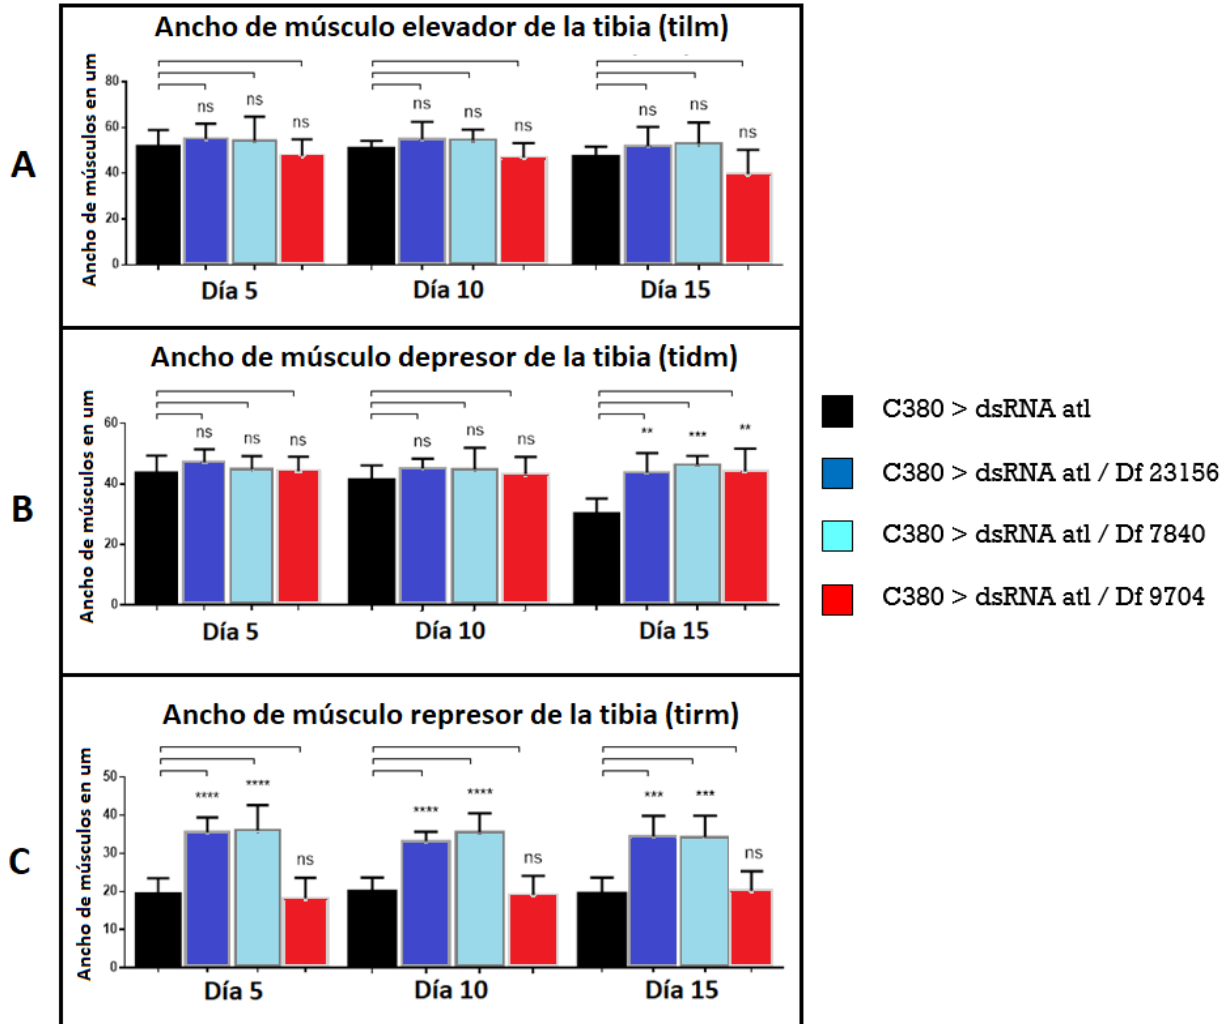 Ancho de músculo elevador de la tibia (tilm)
A
Ancho de músculos en um
80
60
40
20
0
ns ns ns
ns ns ns
ns ns ns
Día 5 Día 10 Día 15
Ancho de músculo depresor de la tibia (tidm)
B
Ancho de músculos en um
60
40
20
0
ns ns ns
ns ns ns
** *** **
Día 5 Día 10 Día 15
Ancho de músculo represor de la tibia (tirm)
C
Ancho de músculos en um
50
40
30
20
10
0
**** **** ns
**** **** ns
*** *** ns
Día 5 Día 10 Día 15
C380 > dsRNA atl
C380 > dsRNA atl / Df 23156
C380 > dsRNA atl / Df 7840
C380 > dsRNA atl / Df 9704